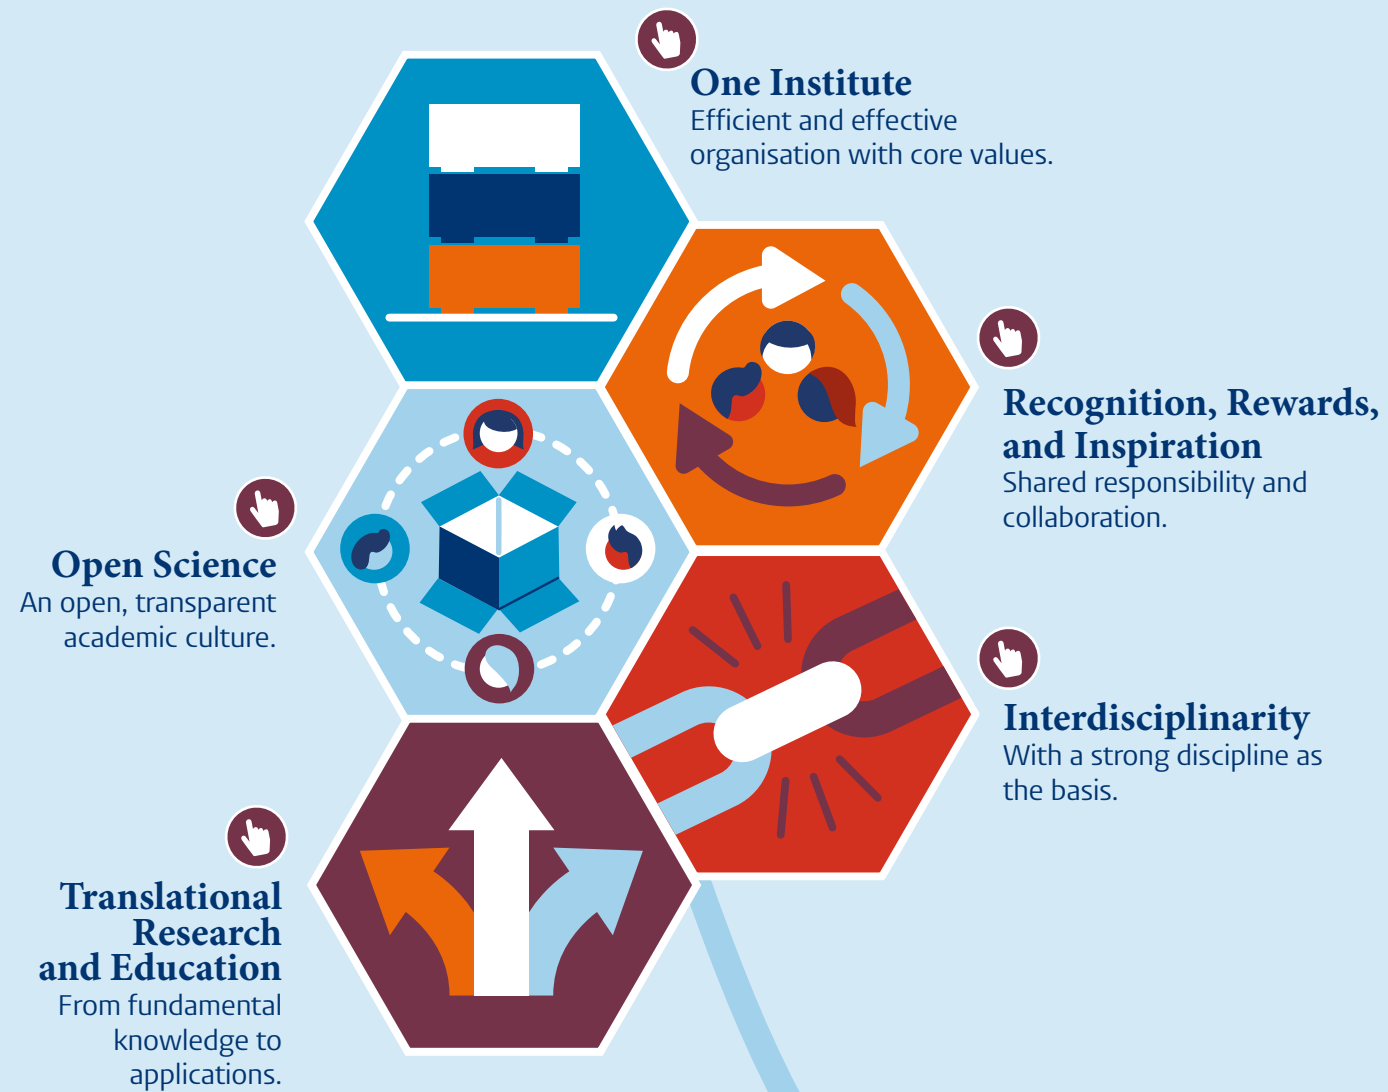 One Institute
Efficient and effective
organisation with core values.
Recognition, Rewards,
and Inspiration
Shared responsibility and
collaboration.
Open Science
An open, transparent
academic culture.
Interdisciplinarity
With a strong discipline as
the basis.
Translational
Research
and Education
From fundamental
knowledge to
applications.